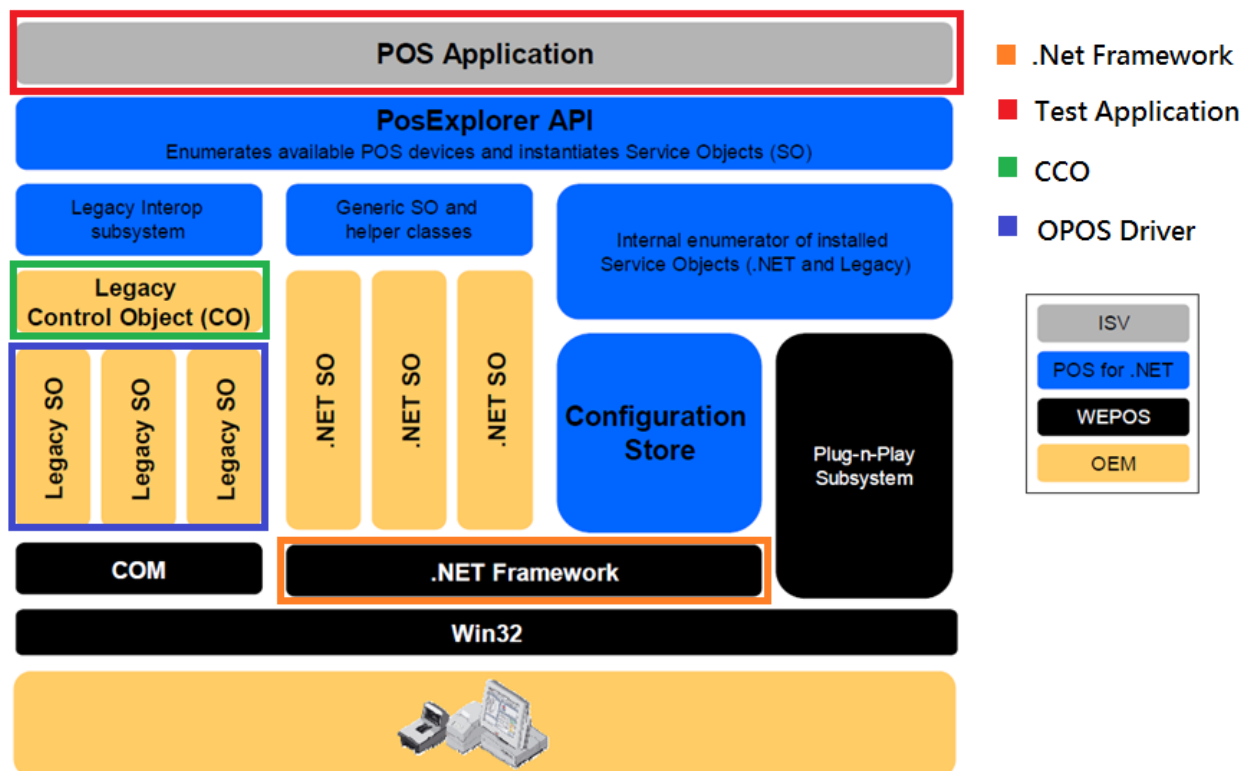 POS Application
PosExplorer API
Enumerates available POS devices and instantiates Service Objects (SO)
Legacy Interop
subsystem
Generic SO and
helper classes
Internal enumerator of installed
Service Objects (.NET and Legacy)
Legacy
Control Object (CO)
Legacy SO
Legacy SO
Legacy SO
.NET SO
.NET SO
.NET SO
Configuration
Store
Plug-n-Play
Subsystem
COM
.NET Framework
Win32
.Net Framework
Test Application
CCO
OPOS Driver
ISV
POS for .NET
WEPOS
OEM